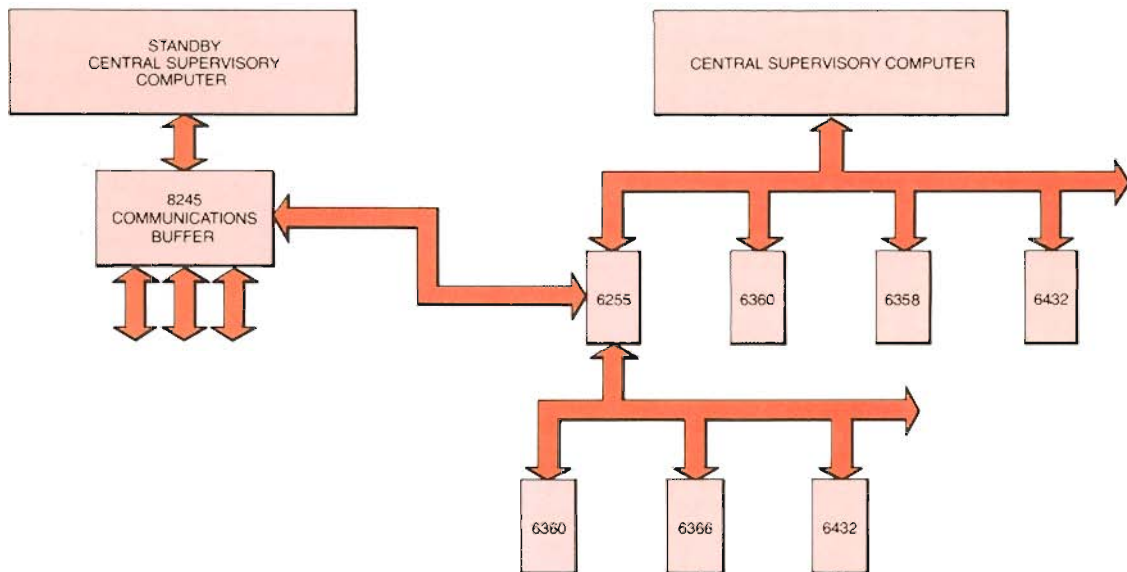 STANDBY
CENTRAL SUPERVISORY
COMPUTER
CENTRAL SUPERVISORY COMPUTER
8245
COMMUNICATIONS
BUFFER
6255
6360
6358
6432
6360
6366
6432